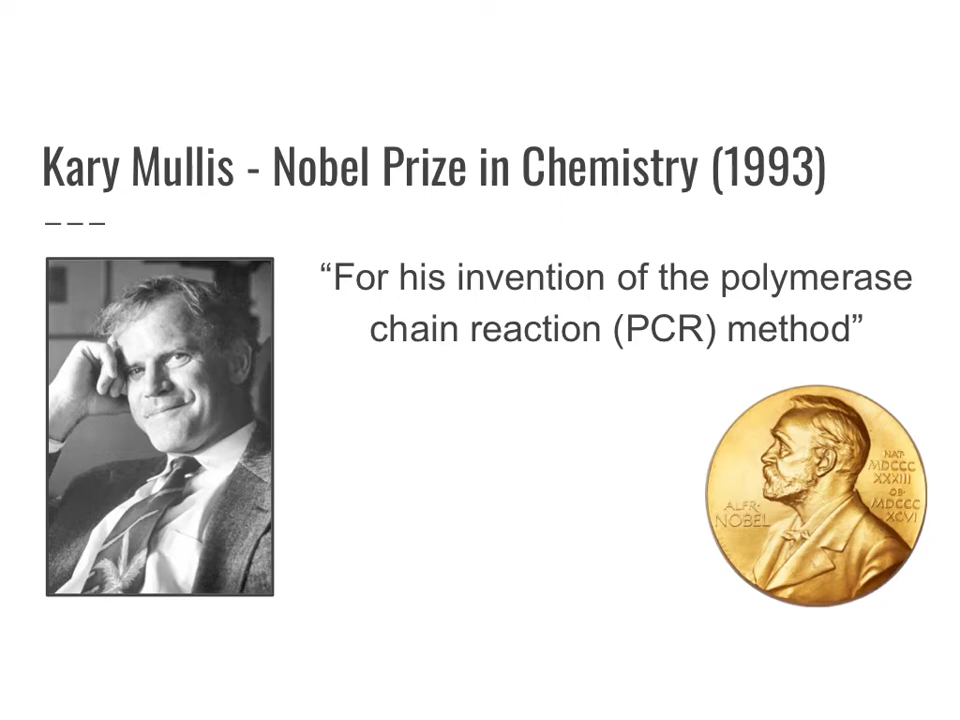 Kary Mullis - Nobel Prize in Chemistry (1993)
“For his invention of the polymerase
chain reaction (PCR) method”
ALFR·
NOBEL
NAT·
MDCCC
XXXIII
OB·
MDCCC
XCVI